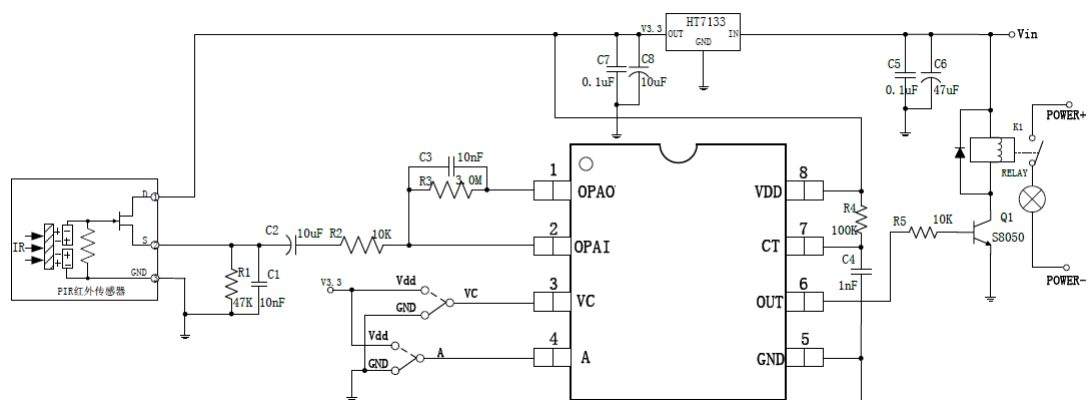 HT7133
V3.3
OUT
IN
GND
Vin
C7
0.1uF
C8
10uF
C5
0.1uF
C6
47uF
K1
POWER+
RELAY
C3
10nF
R3
3.0M
1
OPAO
8
VDD
R4
100K
D
C2
10uF
R2
10K
2
OPAI
7
CT
R5
10K
Q1
S8050
IR
S
C4
1nF
GND
R1
47K
C1
10nF
PIR红外传感器
V3.3
Vdd
GND
VC
3
VC
6
OUT
POWER-
Vdd
GND
A
4
A
5
GND